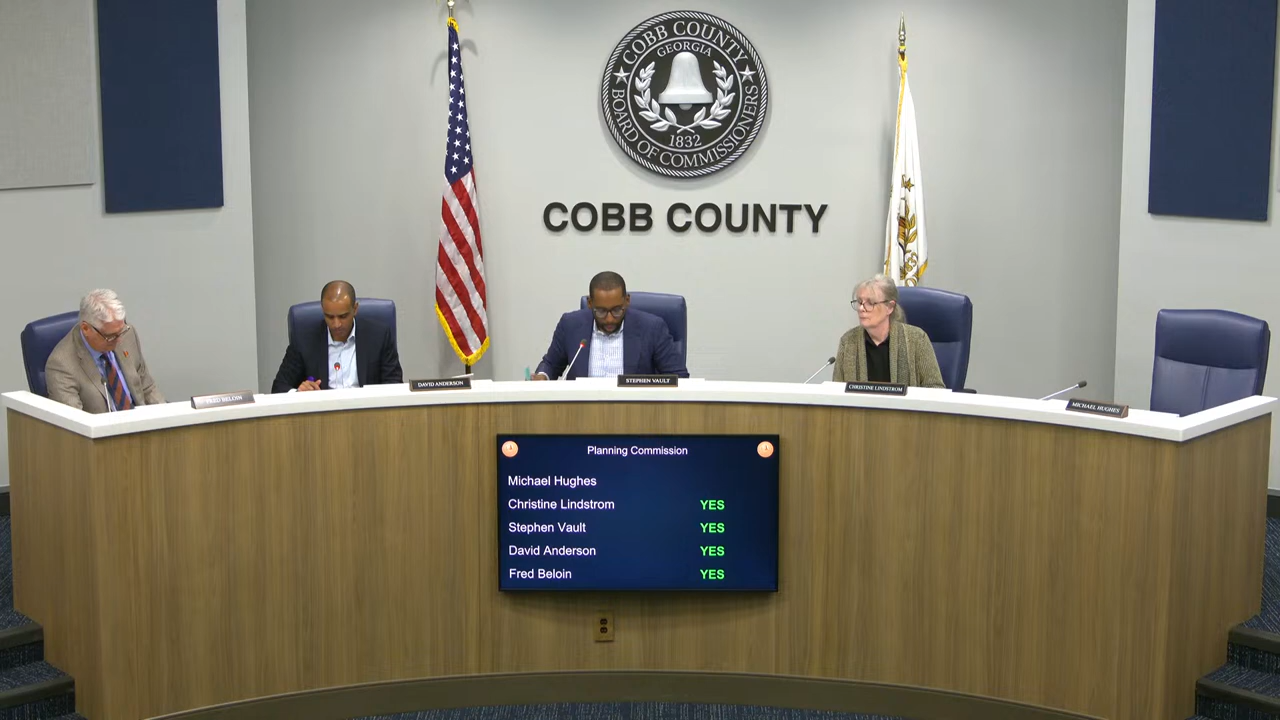 COBB COUNTY
GEORGIA
1832
BOARD OF COMMISSIONERS
COBB COUNTY
FRED BELOIN
DAVID ANDERSON
STEPHEN VAULT
CHRISTINE LINDSTROM
MICHAEL HUGHES
Planning Commission
Michael Hughes
Christine Lindstrom YES
Stephen Vault YES
David Anderson YES
Fred Beloin YES